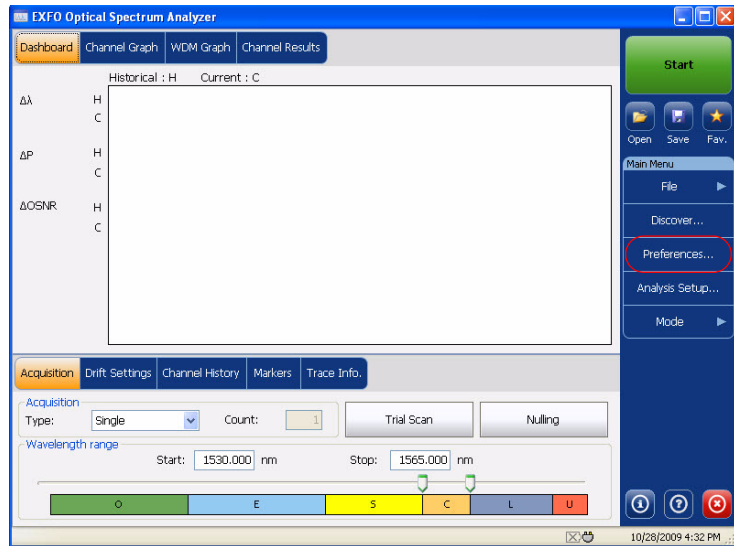 EXFO Optical Spectrum Analyzer
Dashboard Channel Graph WDM Graph Channel Results
Historical : H Current : C
Δλ H
C
ΔP H
C
ΔOSNR H
C
Start
Open Save Fav.
Main Menu
File
Discover...
Preferences...
Analysis Setup...
Mode
Acquisition Drift Settings Channel History Markers Trace Info.
Acquisition
Type: Single Count: 1 Trial Scan Nulling
Wavelength range
Start: 1530.000 nm Stop: 1565.000 nm
O E S C L U
10/28/2009 4:32 PM